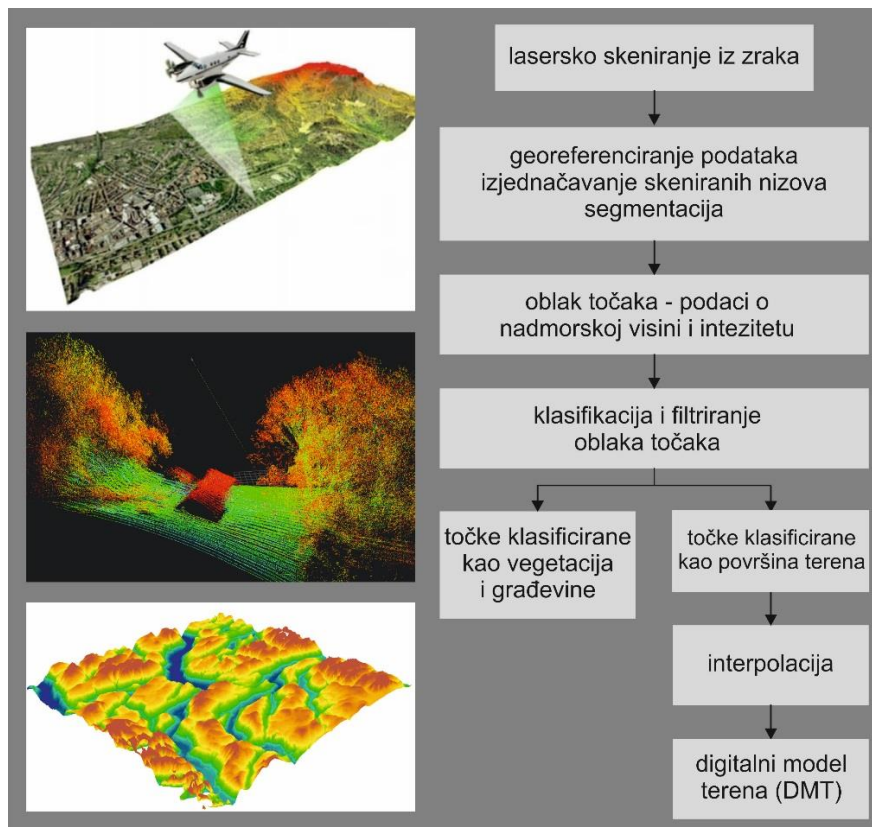 lasersko skeniranje iz zraka
georeferenciranje podataka
izjednačavanje skeniranih nizova
segmentacija
oblak točaka - podaci o
nadmorskoj visini i intezitetu
klasifikacija i filtriranje
oblaka točaka
točke klasificirane
kao vegetacija
i građevine
točke klasificirane
kao površina terena
interpolacija
digitalni model
terena (DMT)